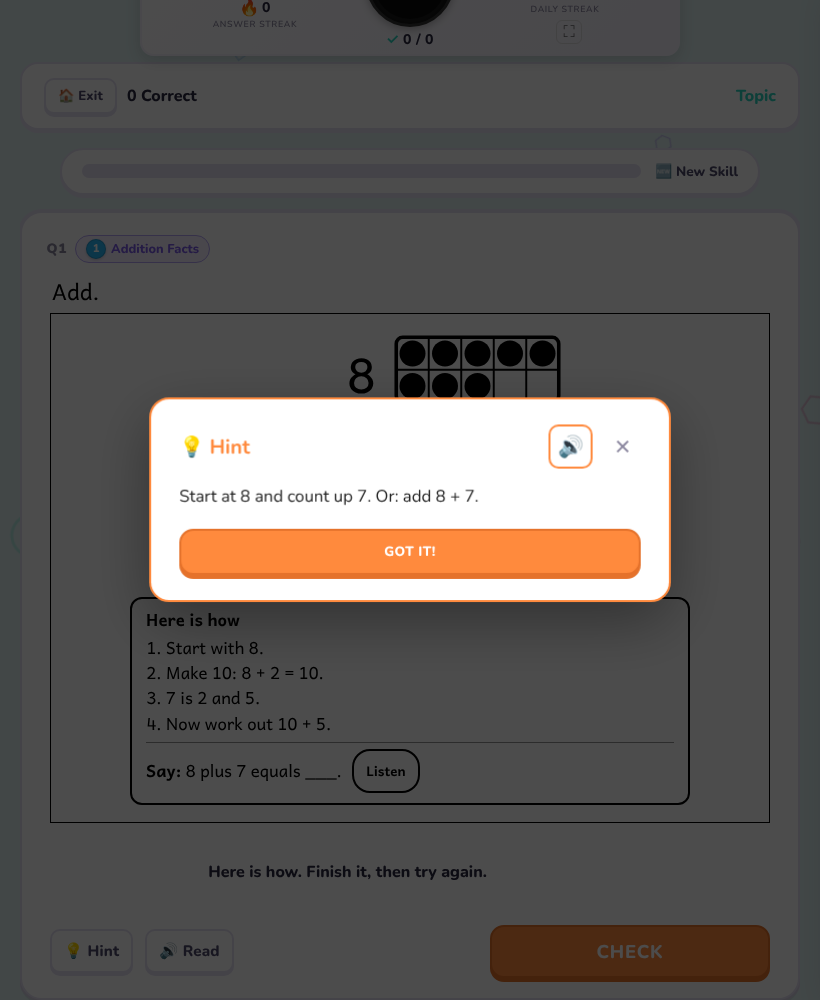 0
ANSWER STREAK
0 / 0
DAILY STREAK
Exit
0 Correct
Topic
NEW
New Skill
Q1
1
Addition Facts
Add.
8
Hint
Start at 8 and count up 7. Or: add 8 + 7.
GOT IT!
Here is how
1. Start with 8.
2. Make 10: 8 + 2 = 10.
3. 7 is 2 and 5.
4. Now work out 10 + 5.
Say: 8 plus 7 equals ____.
Listen
Here is how. Finish it, then try again.
Hint
Read
CHECK